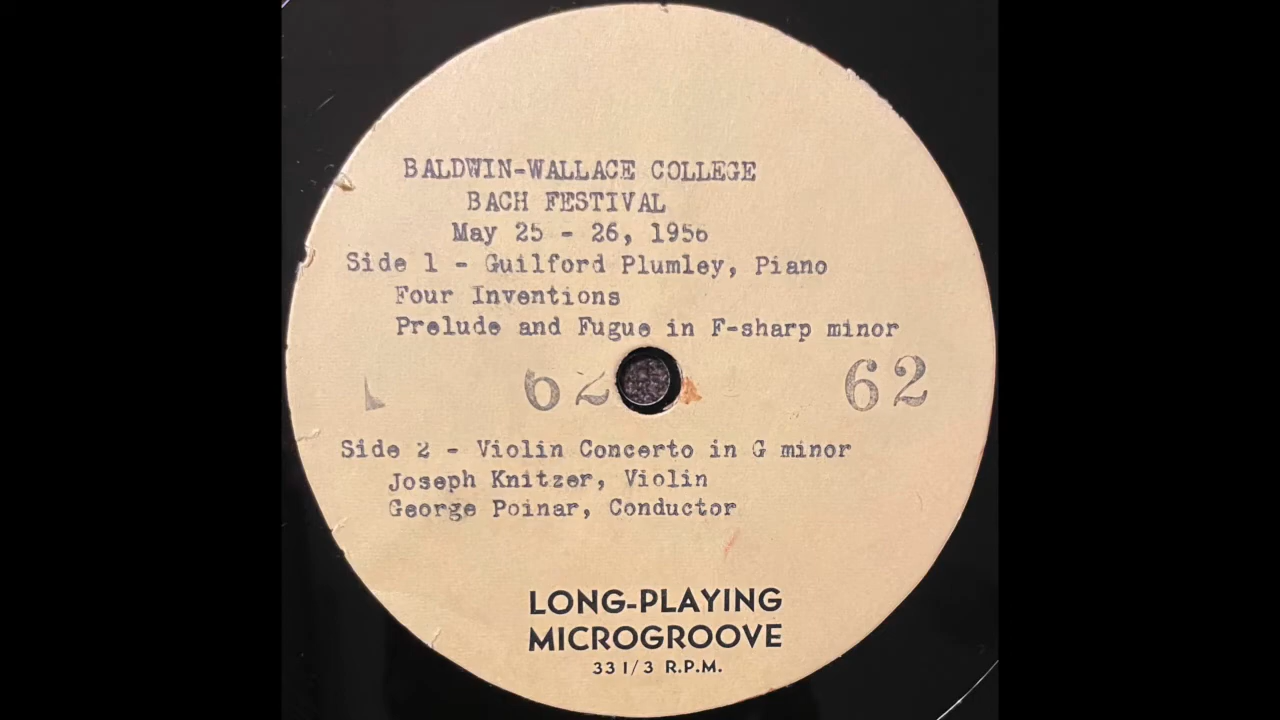 BALDWIN-WALLACE COLLEGE
BACH FESTIVAL
May 25 - 26, 1956
Side 1 - Guilford Plumley, Piano
Four Inventions
Prelude and Fugue in F-sharp minor
62 62
Side 2 - Violin Concerto in G minor
Joseph Knitzer, Violin
George Poinar, Conductor
LONG-PLAYING
MICROGROOVE
33 1/3 R.P.M.